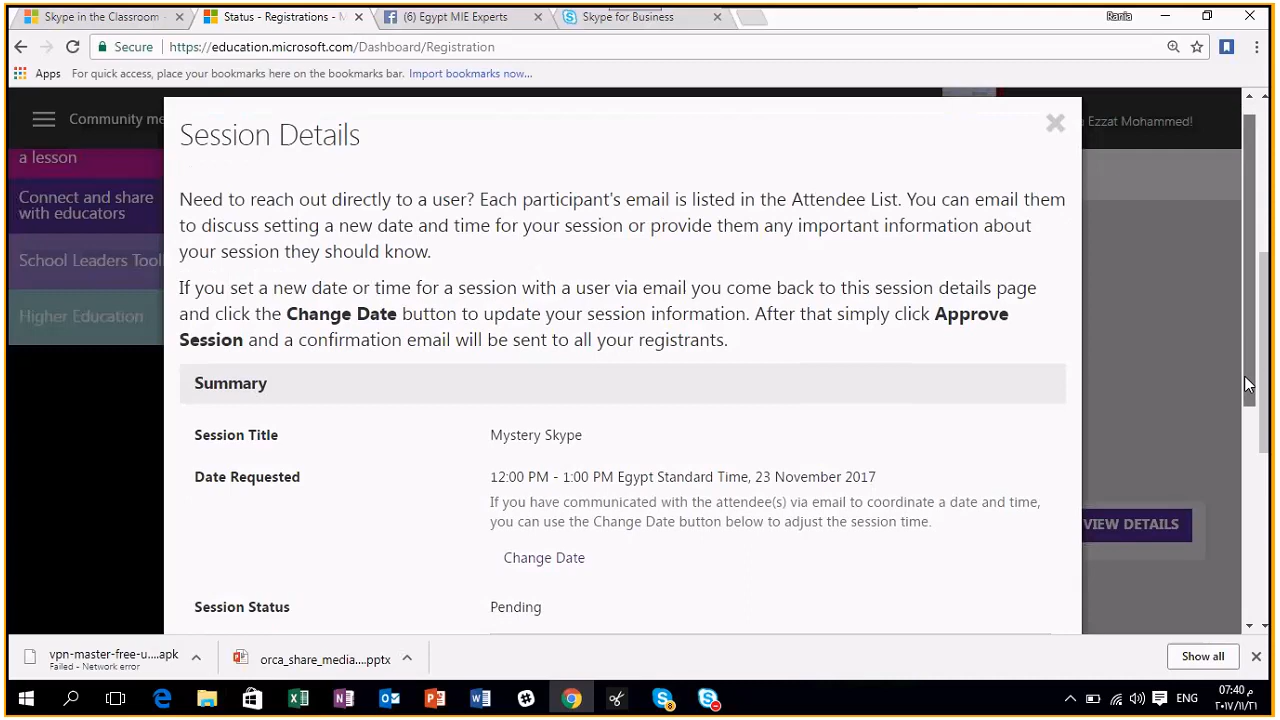 Skype in the Classroom
Status - Registrations - M
(6) Egypt MIE Experts
Skype for Business
Rania
Secure
https://education.microsoft.com/Dashboard/Registration
Apps
For quick access, place your bookmarks here on the bookmarks bar. Import bookmarks now...
Community me
Ezzat Mohammed!
a lesson
Connect and share
with educators
School Leaders Tool
Higher Education
Session Details
Need to reach out directly to a user? Each participant's email is listed in the Attendee List. You can email them
to discuss setting a new date and time for your session or provide them any important information about
your session they should know.
If you set a new date or time for a session with a user via email you come back to this session details page
and click the Change Date button to update your session information. After that simply click Approve
Session and a confirmation email will be sent to all your registrants.
Summary
Session Title
Mystery Skype
Date Requested
12:00 PM - 1:00 PM Egypt Standard Time, 23 November 2017
If you have communicated with the attendee(s) via email to coordinate a date and time,
you can use the Change Date button below to adjust the session time.
Change Date
Session Status
Pending
VIEW DETAILS
vpn-master-free-u....apk
Failed - Network error
orca_share_media....pptx
Show all
ENG
07:40 م
٢٠١٧/١١/٢١